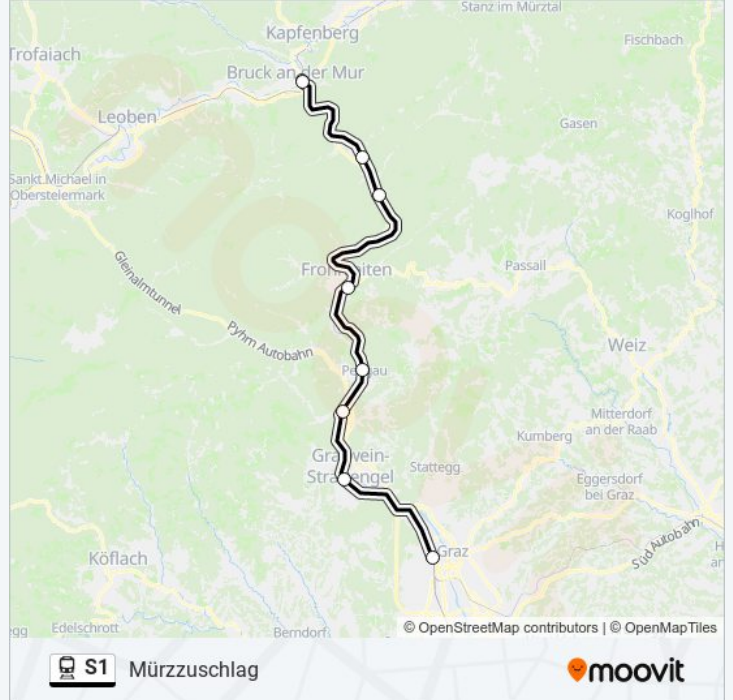 Stanz im Mürztal
Kapfenberg
Fischbach
Trofaiach
Bruck an der Mur
Leoben
Gasen
Sankt Michael in
Obersteiermark
Koglhof
Gleinalmtunnel
Passail
Pyhrn Autobahn
Weiz
Mitterdorf
an der Raab
Kumberg
Stattegg
Eggersdorf
bei Graz
Süd Autobahn
Graz
Köflach
Edelschrott
Berndorf
© OpenStreetMap contributors | © OpenMapTiles
S1 Mürzzuschlag
moovit